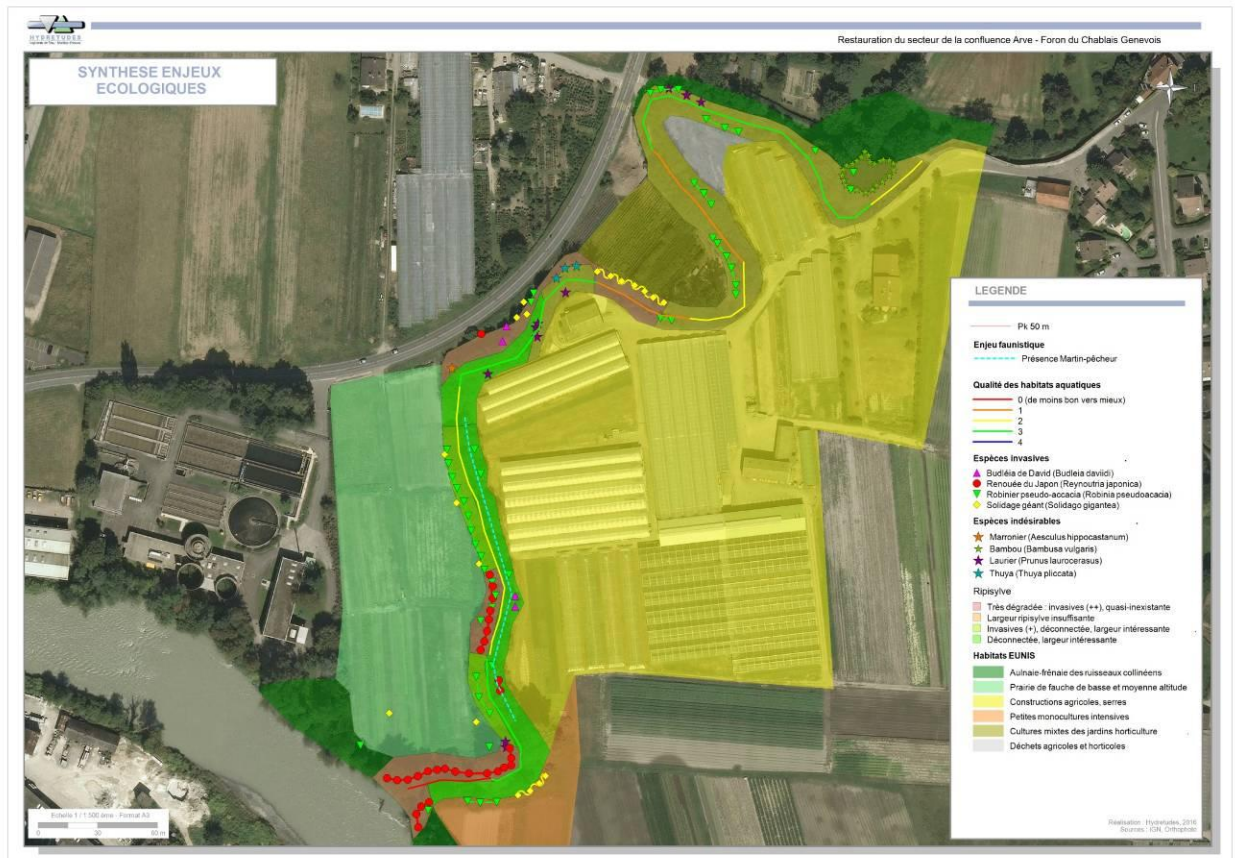 HYDRETUDES
Restauration du secteur de la confluence Arve - Foron du Chablais Genevois
SYNTHESE ENJEUX
ECOLOGIQUES
LEGENDE
Pk 50 m
Enjeu faunistique
Présence Martin-pêcheur
Qualité des habitats aquatiques
0 (de moins bon vers mieux)
1
2
3
4
Espèces invasives
Budléia de David (Budleia davidii)
Renouée du Japon (Reynoutria japonica)
Robinier pseudo-accacia (Robinia pseudoacacia)
Solidage géant (Solidago gigantea)
Espèces indésirables
Marronier (Aesculus hippocastanum)
Bambou (Bambusa vulgaris)
Laurier (Prunus laurocerasus)
Thuya (Thuya pliccata)
Ripisylve
Très dégradée : invasives (++), quasi-inexistante
Largeur ripisylve insuffisante
Invasives (+), déconnectée, largeur intéressante
Déconnectée, largeur intéressante
Habitats EUNIS
Aulnaie-frênaie des ruisseaux collinéens
Prairie de fauche de basse et moyenne altitude
Constructions agricoles, serres
Petites monocultures intensives
Cultures mixtes des jardins horticulture
Déchets agricoles et horticoles
Echelle 1 / 1 500 ème - Format A3
0 30 60 m
Réalisation : Hydretudes, 2016
Sources : IGN, Orthophoto